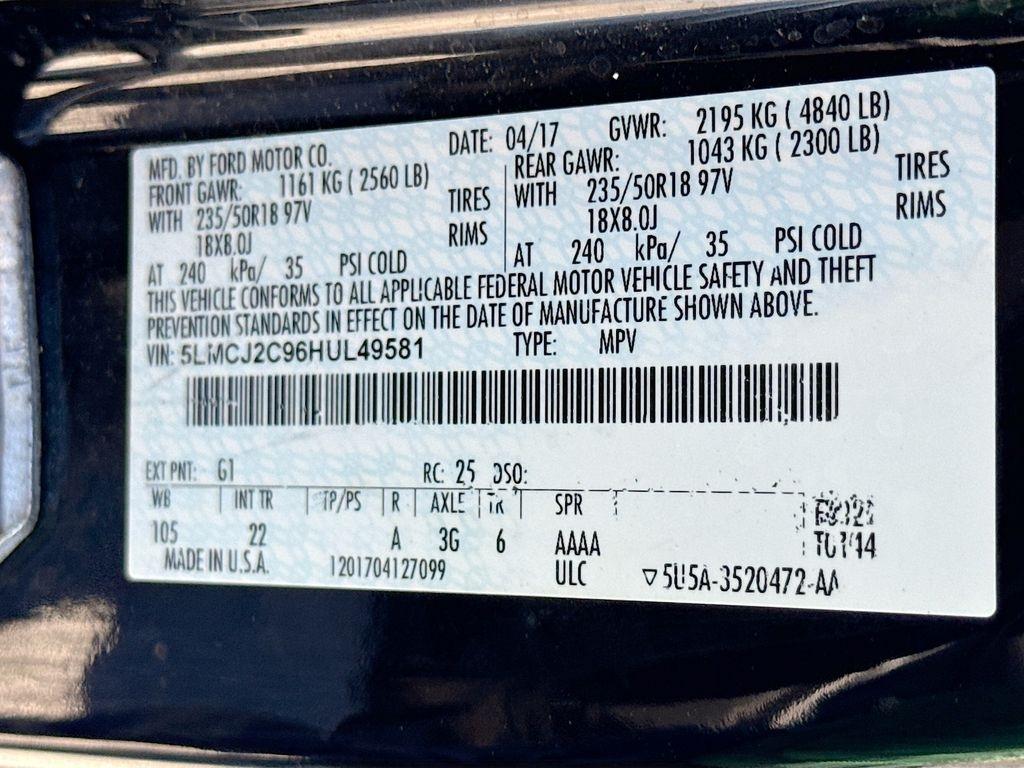 MFD. BY FORD MOTOR CO. DATE: 04/17 GVWR: 2195 KG ( 4840 LB)
FRONT GAWR: 1161 KG ( 2560 LB) REAR GAWR: 1043 KG ( 2300 LB)
WITH 235/50R18 97V TIRES WITH 235/50R18 97V TIRES
18X8.0J RIMS 18X8.0J RIMS
AT 240 kPa/ 35 PSI COLD AT 240 kPa/ 35 PSI COLD
THIS VEHICLE CONFORMS TO ALL APPLICABLE FEDERAL MOTOR VEHICLE SAFETY AND THEFT
PREVENTION STANDARDS IN EFFECT ON THE DATE OF MANUFACTURE SHOWN ABOVE.
VIN: 5LMCJ2C96HUL49581 TYPE: MPV
EXT PNT: G1 RC: 25 DSO:
WB INT TR TP/PS R AXLE TR SPR
105 22 A 3G 6 AAAA
MADE IN U.S.A. 1201704127099 ULC ▽5U5A-3520472-AA